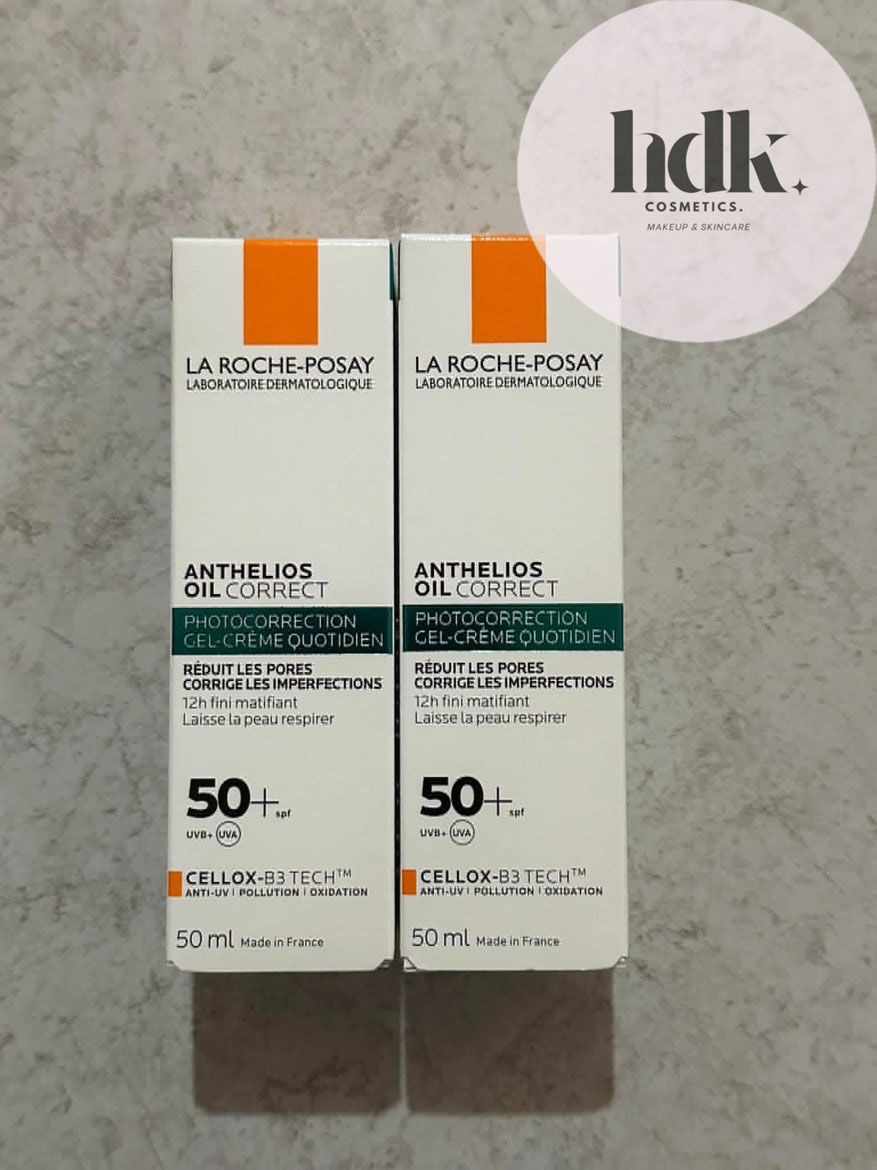 hdk.
COSMETICS.
MAKEUP & SKINCARE
LA ROCHE-POSAY
LABORATOIRE DERMATOLOGIQUE
ANTHELIOS
OIL CORRECT
PHOTOCORRECTION
GEL-CRÈME QUOTIDIEN
RÉDUIT LES PORES
CORRIGE LES IMPERFECTIONS
12h fini matifiant
Laisse la peau respirer
50+ spf
UVB+ UVA
CELLOX-B3 TECH™
ANTI-UV | POLLUTION | OXIDATION
50 ml Made in France
LA ROCHE-POSAY
LABORATOIRE DERMATOLOGIQUE
ANTHELIOS
OIL CORRECT
PHOTOCORRECTION
GEL-CRÈME QUOTIDIEN
RÉDUIT LES PORES
CORRIGE LES IMPERFECTIONS
12h fini matifiant
Laisse la peau respirer
50+ spf
UVB+ UVA
CELLOX-B3 TECH™
ANTI-UV | POLLUTION | OXIDATION
50 ml Made in France